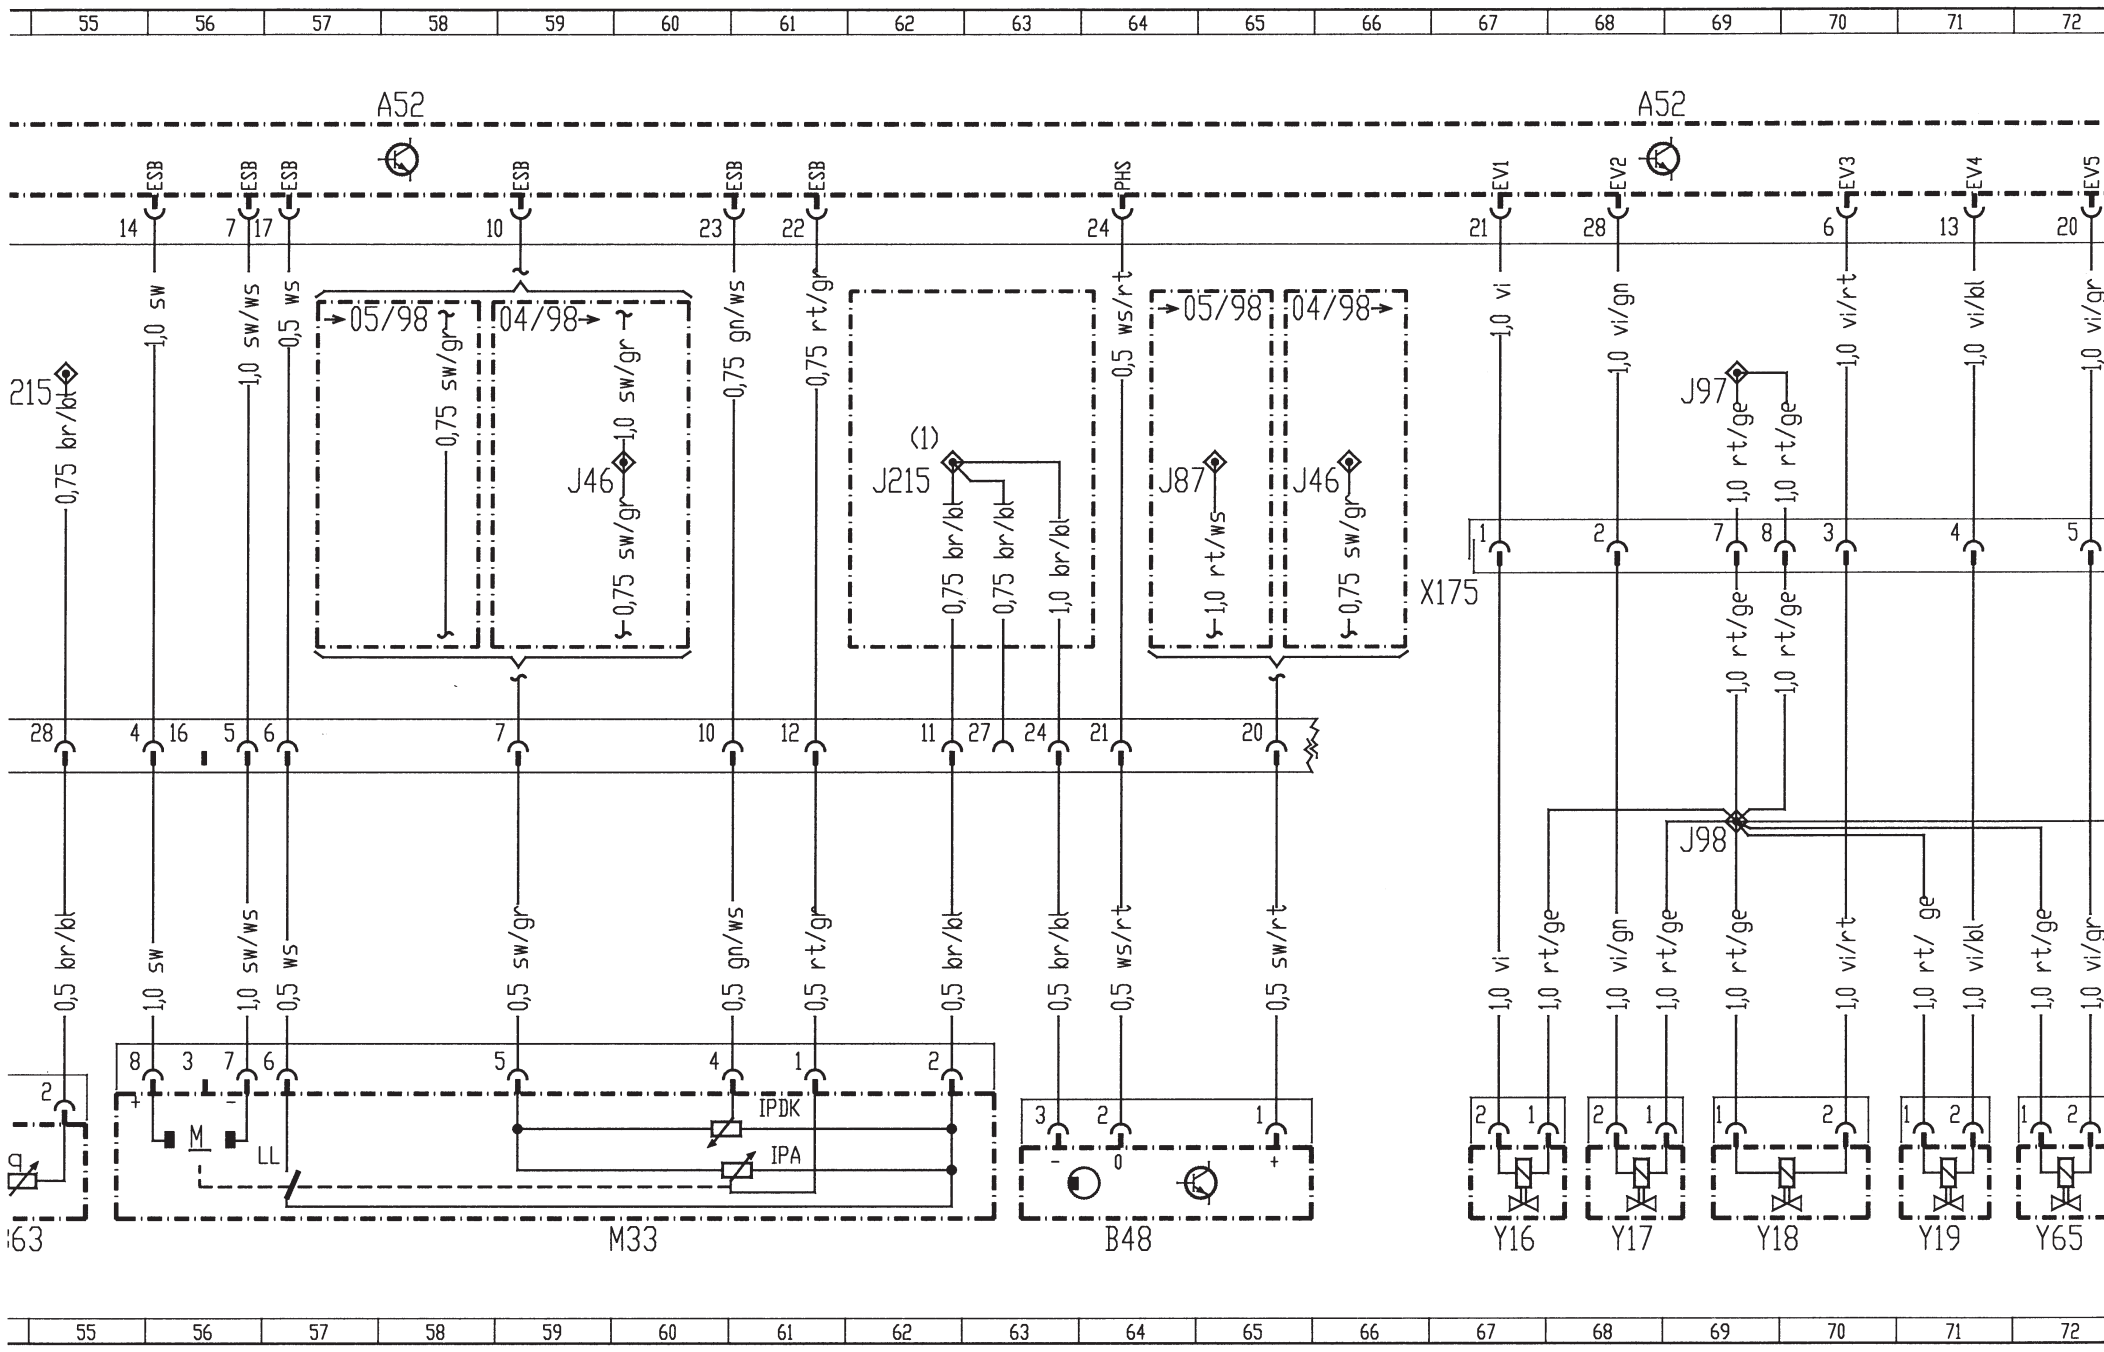 55 56 57 58 59 60 61 62 63 64 65 66 67 68 69 70 71 72
A52 A52
ESB ESB ESB ESB ESB ESB PHS EV1 EV2 EV3 EV4 EV5
14 7 17 10 23 22 24 21 28 6 13 20
1,0 sw
1,0 sw/ws
0,5 ws
→05/98
0,75 sw/gr
04/98→
1,0 sw/gr
J46
0,75 sw/gr
0,75 gn/ws
0,75 rt/gr
(1)
J215
0,75 br/bl
0,75 br/bl
1,0 br/bl
0,5 ws/rt
→05/98
J87
1,0 rt/ws
04/98→
J46
0,75 sw/gr
1,0 vi
1,0 vi/gn
J97
1,0 rt/ge
1,0 rt/ge
1,0 vi/rt
1,0 vi/bl
1,0 vi/gr
215
0,75 br/bl
1 2 7 8 3 4 5
X175
1,0 rt/ge
1,0 rt/ge
28 4 16 5 6 7 10 12 11 27 24 21 20
J98
0,5 br/bl
1,0 sw
1,0 sw/ws
0,5 ws
0,5 sw/gr
0,5 gn/ws
0,5 rt/gr
0,5 br/bl
0,5 br/bl
0,5 ws/rt
0,5 sw/rt
1,0 vi
1,0 rt/ge
1,0 vi/gn
1,0 rt/ge
1,0 rt/ge
1,0 vi/rt
1,0 rt/ ge
1,0 vi/bl
1,0 rt/ge
1,0 vi/gr
2 8 3 7 6 5 4 1 2 3 2 1 2 1 2 1 1 2 1 2 1 2
+ - IPDK
M LL IPA - 0 +
63 M33 B48 Y16 Y17 Y18 Y19 Y65
55 56 57 58 59 60 61 62 63 64 65 66 67 68 69 70 71 72